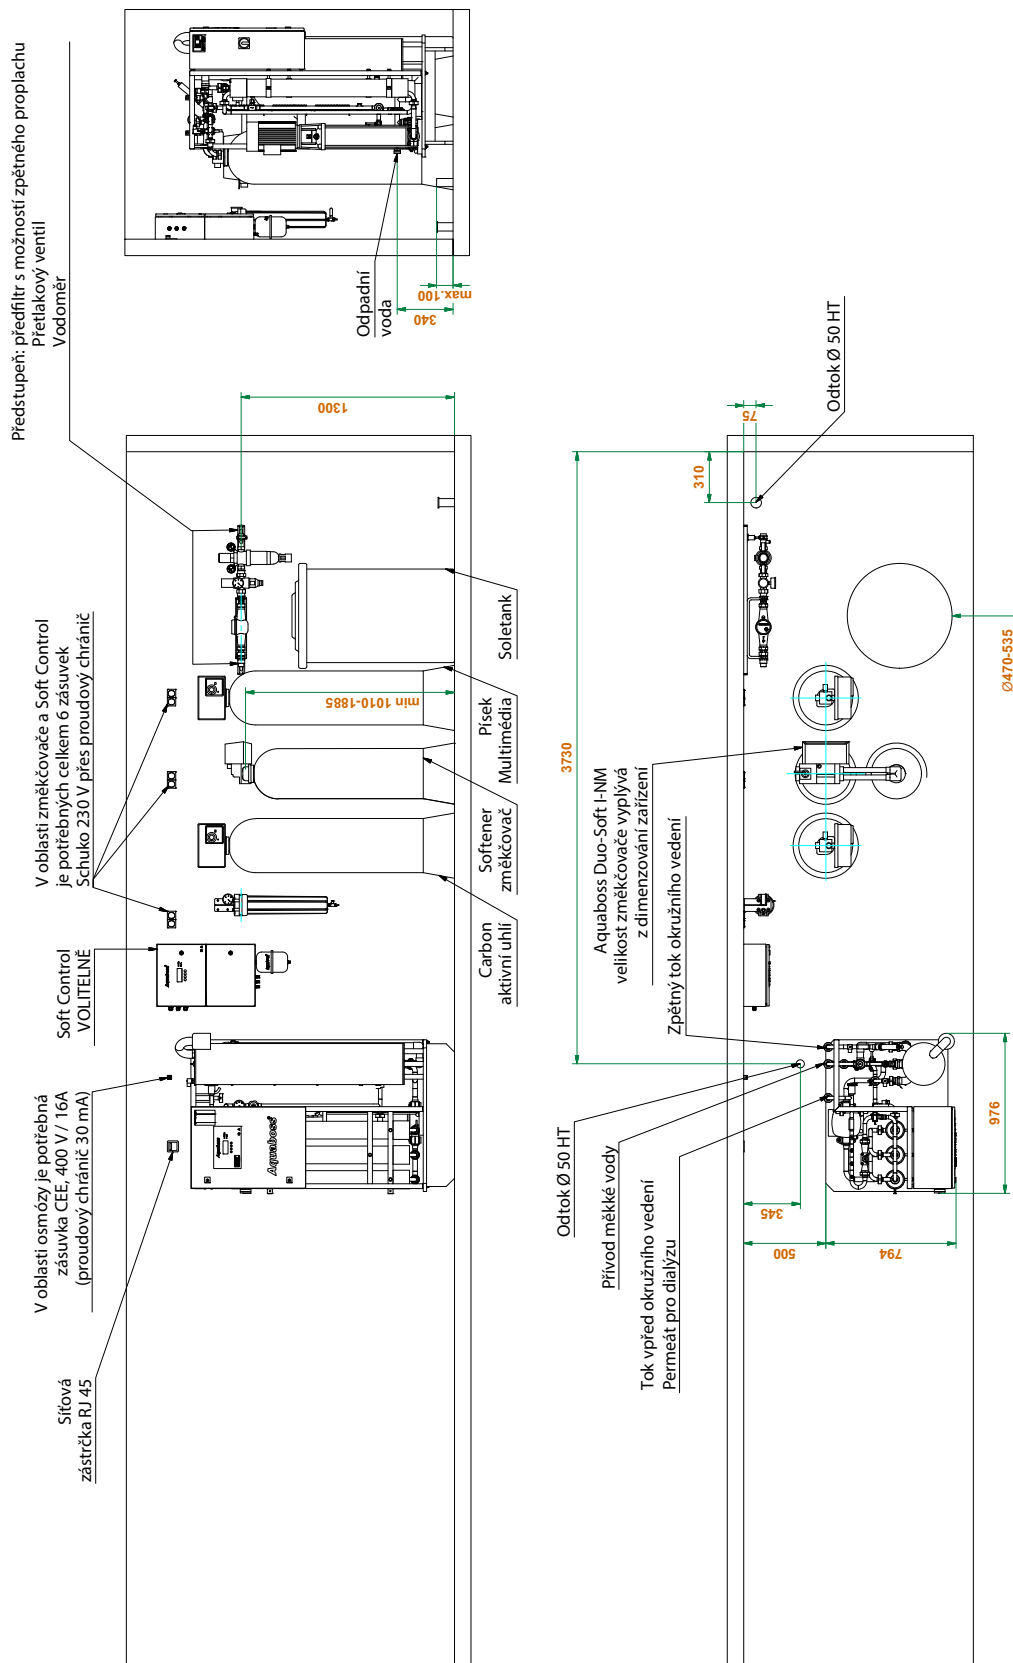 Předstupeň: předfiltr s možností zpětného proplachu
Přetlakový ventil
Vodoměr
Odpadní
voda
max.100
340
V oblasti změkčovače a Soft Control
je potřebných celkem 6 zásuvek
Schuko 230 V přes proudový chránič
Soft Control
VOLITELNĚ
V oblasti osmózy je potřebná
zásuvka CEE, 400 V / 16A
(proudový chránič 30 mA)
Síťová
zástrčka RJ 45
Aquaboss
1300
min 1010-1885
Soletank
Písek
Multimédia
Softener
změkčovač
Carbon
aktivní uhlí
Odtok Ø 50 HT
75
310
3730
Ø470-535
Aquaboss Duo-Soft I-NM
velikost změkčovače vyplývá
z dimenzování zařízení
Zpětný tok okružního vedení
Odtok Ø 50 HT
Přívod měkké vody
Tok vpřed okružního vedení
Permeát pro dialýzu
345
500
794
976